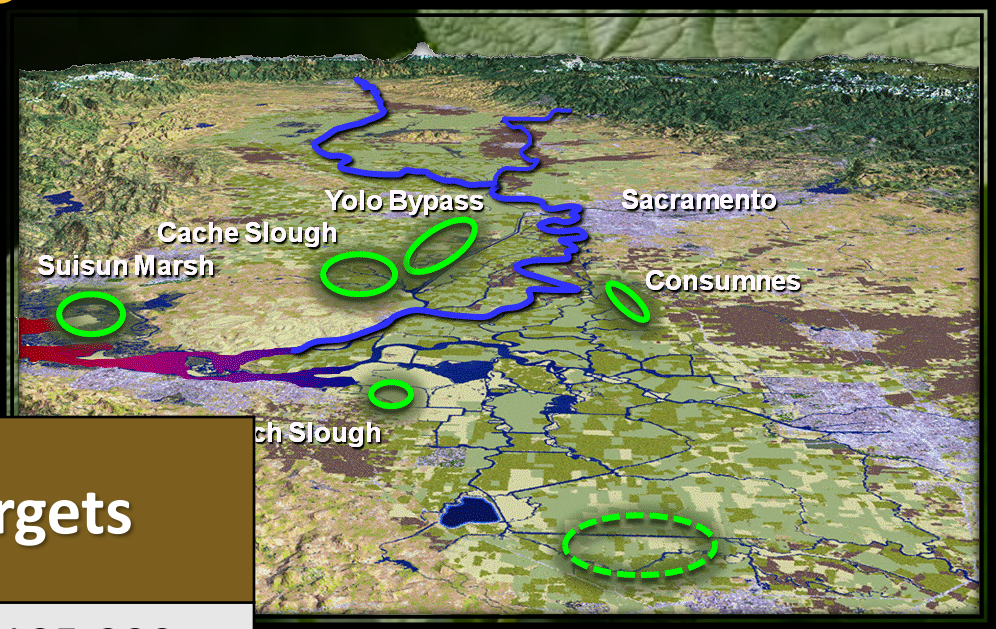 Yolo Bypass
Sacramento
Cache Slough
Suisun Marsh
Consumnes
ch Slough
rgets